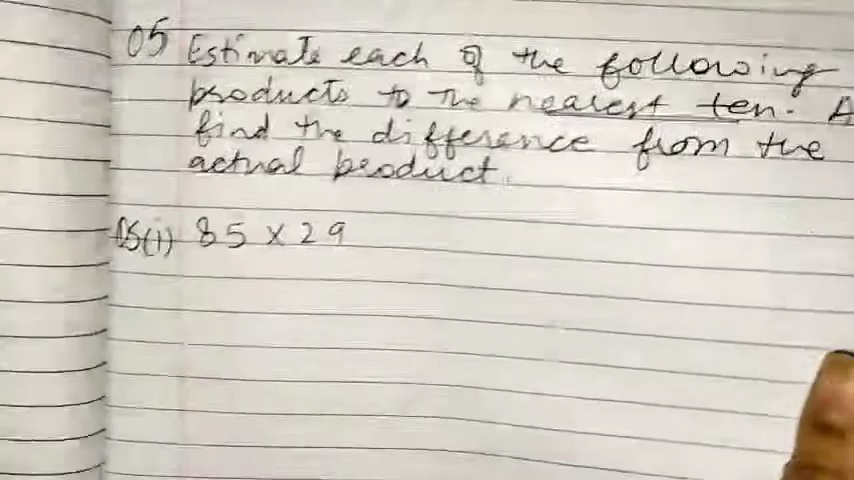 05 Estimate each of the following
products to the nearest ten. A
find the difference from the
actual product.
05(i) 85 x 29